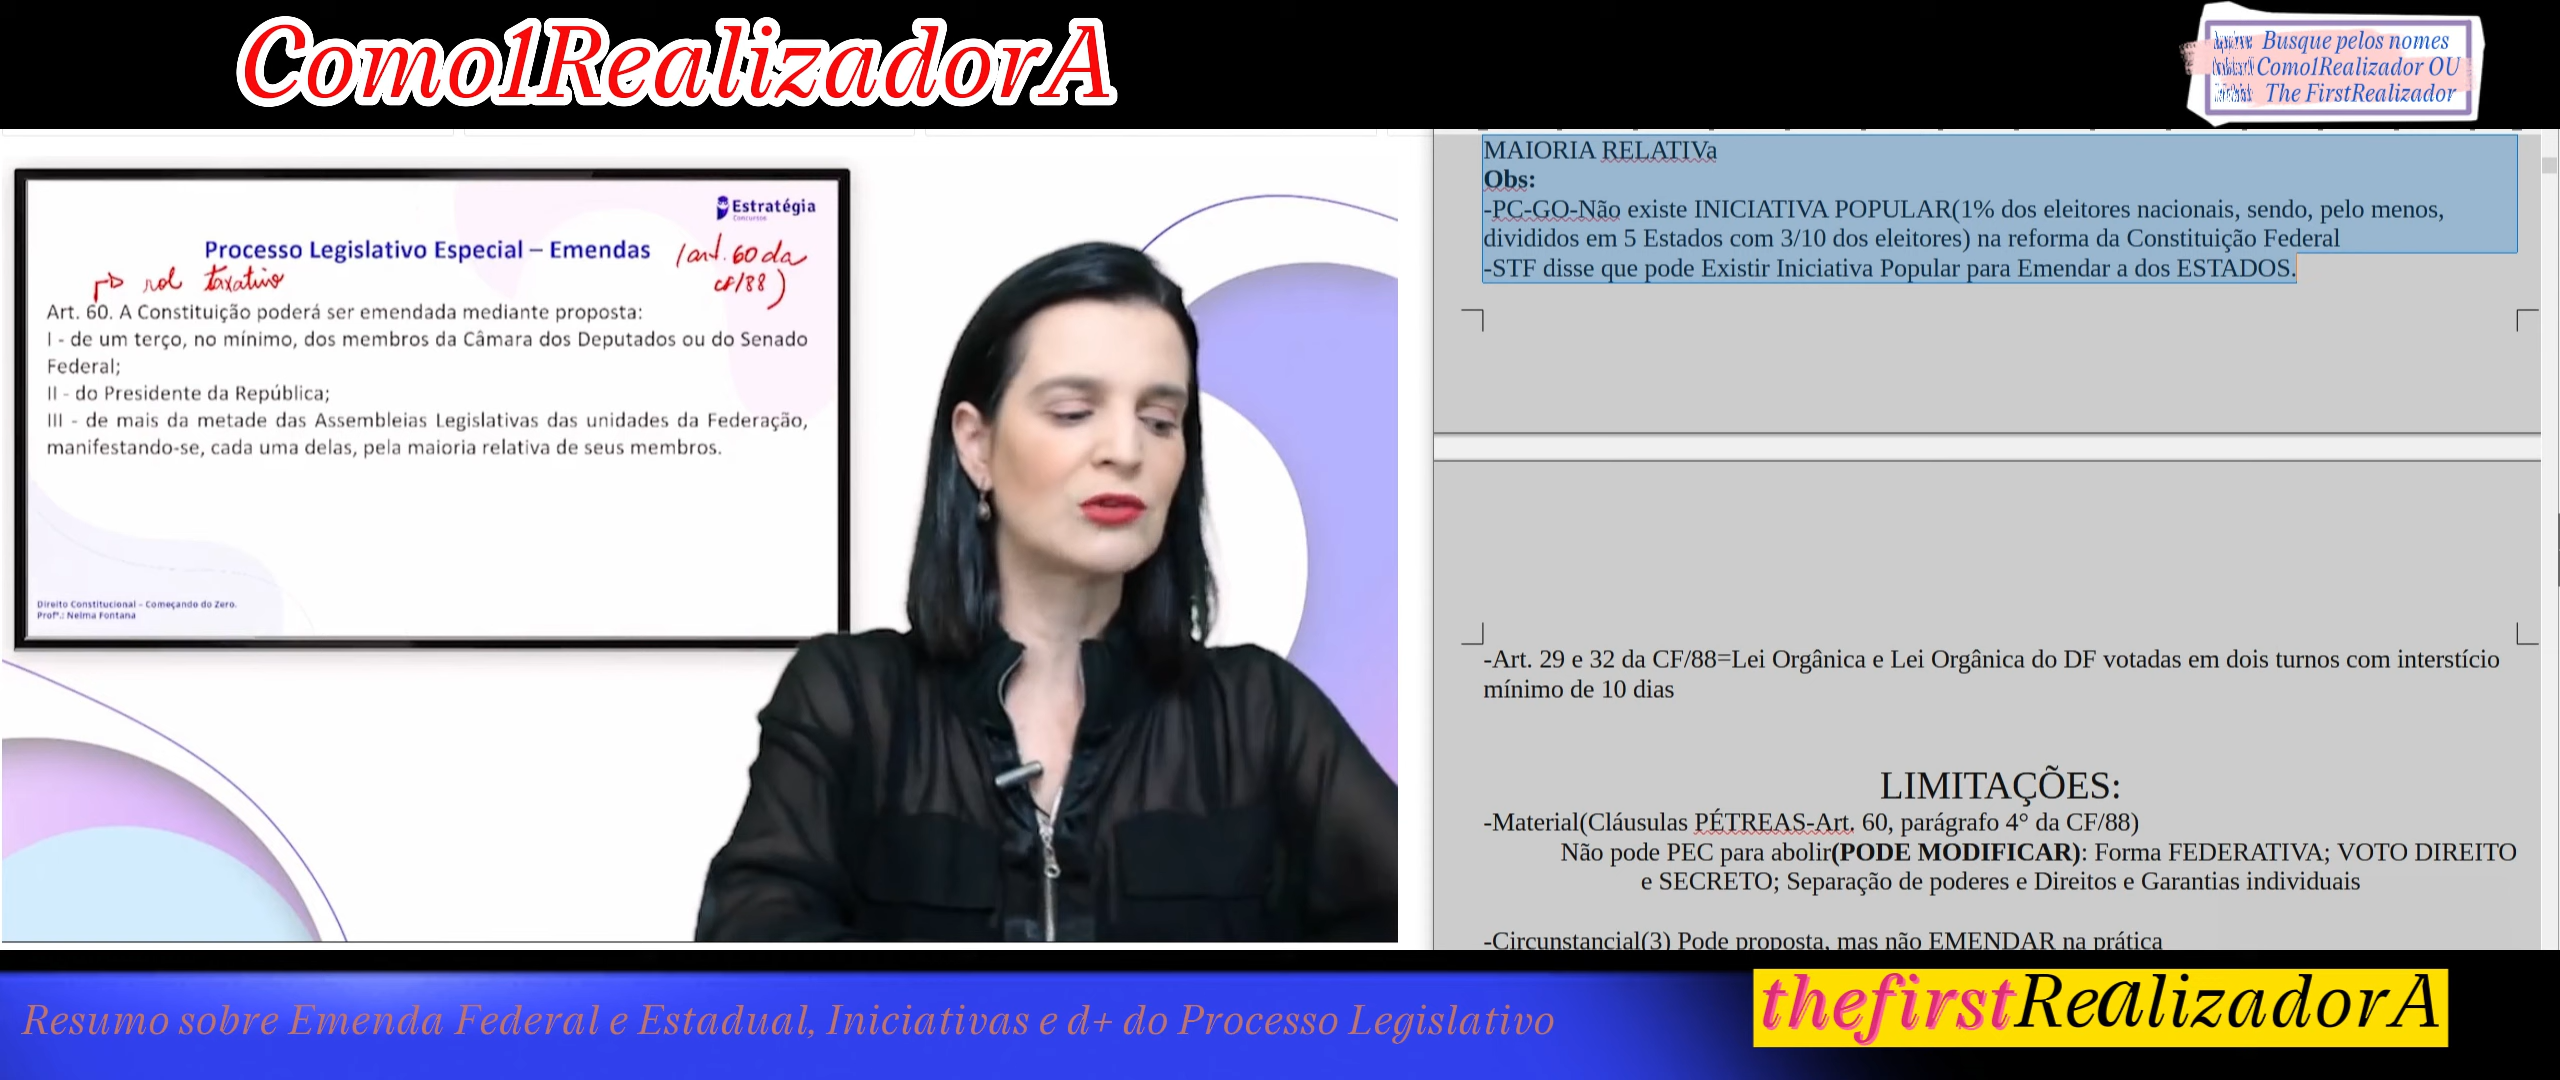 Como1RealizadorA
Busque pelos nomes
Como1Realizador OU
The FirstRealizador
Estratégia
Concursos
Processo Legislativo Especial – Emendas (art. 60 da
CF/88)
rol taxativo
Art. 60. A Constituição poderá ser emendada mediante proposta:
I - de um terço, no mínimo, dos membros da Câmara dos Deputados ou do Senado
Federal;
II - do Presidente da República;
III - de mais da metade das Assembleias Legislativas das unidades da Federação,
manifestando-se, cada uma delas, pela maioria relativa de seus membros.
Direito Constitucional - Começando do Zero.
Profª.: Nelma Fontana
MAIORIA RELATIVa
Obs:
-PC-GO-Não existe INICIATIVA POPULAR(1% dos eleitores nacionais, sendo, pelo menos,
divididos em 5 Estados com 3/10 dos eleitores) na reforma da Constituição Federal
-STF disse que pode Existir Iniciativa Popular para Emendar a dos ESTADOS.
-Art. 29 e 32 da CF/88=Lei Orgânica e Lei Orgânica do DF votadas em dois turnos com interstício
mínimo de 10 dias
LIMITAÇÕES:
-Material(Cláusulas PÉTREAS-Art. 60, parágrafo 4° da CF/88)
Não pode PEC para abolir(PODE MODIFICAR): Forma FEDERATIVA; VOTO DIREITO
e SECRETO; Separação de poderes e Direitos e Garantias individuais
-Circunstancial(3) Pode proposta, mas não EMENDAR na prática
Resumo sobre Emenda Federal e Estadual, Iniciativas e d+ do Processo Legislativo
thefirstRealizadorA